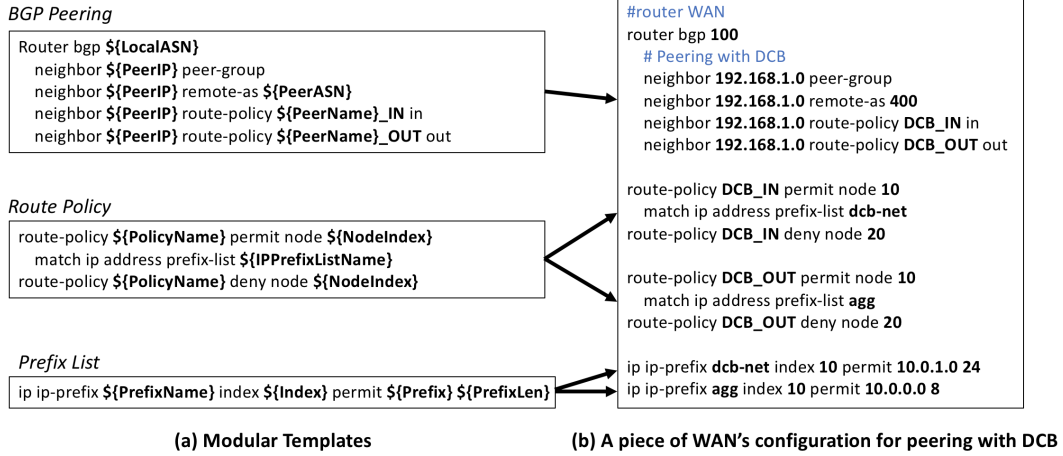 BGP Peering
Router bgp ${LocalASN}
neighbor ${PeerIP} peer-group
neighbor ${PeerIP} remote-as ${PeerASN}
neighbor ${PeerIP} route-policy ${PeerName}_IN in
neighbor ${PeerIP} route-policy ${PeerName}_OUT out
Route Policy
route-policy ${PolicyName} permit node ${NodeIndex}
match ip address prefix-list ${IPPrefixListName}
route-policy ${PolicyName} deny node ${NodeIndex}
Prefix List
ip ip-prefix ${PrefixName} index ${Index} permit ${Prefix} ${PrefixLen}
(a) Modular Templates
#router WAN
router bgp 100
# Peering with DCB
neighbor 192.168.1.0 peer-group
neighbor 192.168.1.0 remote-as 400
neighbor 192.168.1.0 route-policy DCB_IN in
neighbor 192.168.1.0 route-policy DCB_OUT out
route-policy DCB_IN permit node 10
match ip address prefix-list dcb-net
route-policy DCB_IN deny node 20
route-policy DCB_OUT permit node 10
match ip address prefix-list agg
route-policy DCB_OUT deny node 20
ip ip-prefix dcb-net index 10 permit 10.0.1.0 24
ip ip-prefix agg index 10 permit 10.0.0.0 8
(b) A piece of WAN's configuration for peering with DCB